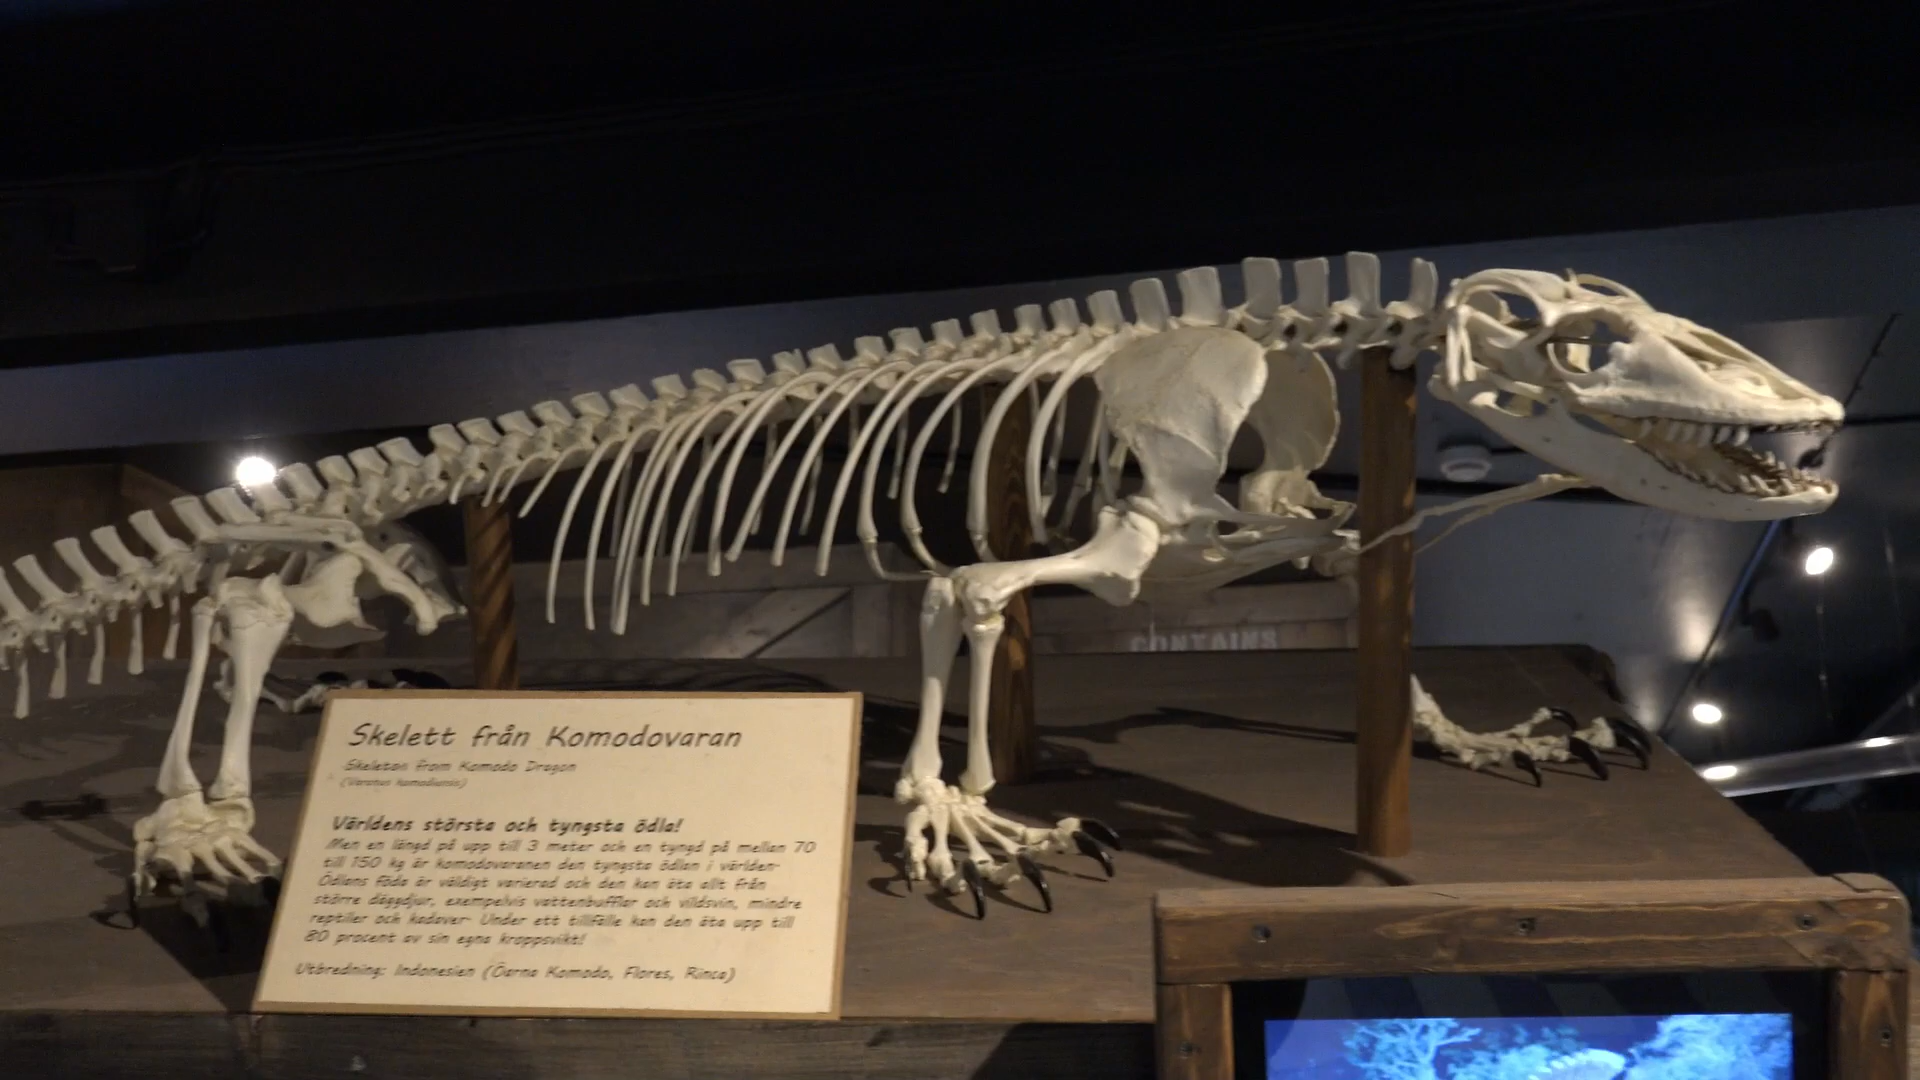 CONTAINS
Skelett från Komodovaran
Skeleton from Komodo Dragon
(Varanus komodoensis)
Världens största och tyngsta ödla!
Men en längd på upp till 3 meter och en tyngd på mellan 70
till 150 kg är komodovaranen den tyngsta ödlan i världen.
Ödlans föda är väldigt varierad och den kan äta allt från
större däggdjur, exempelvis vattenbufflar och vildsvin, mindre
reptiler och kadaver. Under ett tillfälle kan den äta upp till
80 procent av sin egna kroppsvikt!
Utbredning: Indonesien (Öarna Komodo, Flores, Rinca)